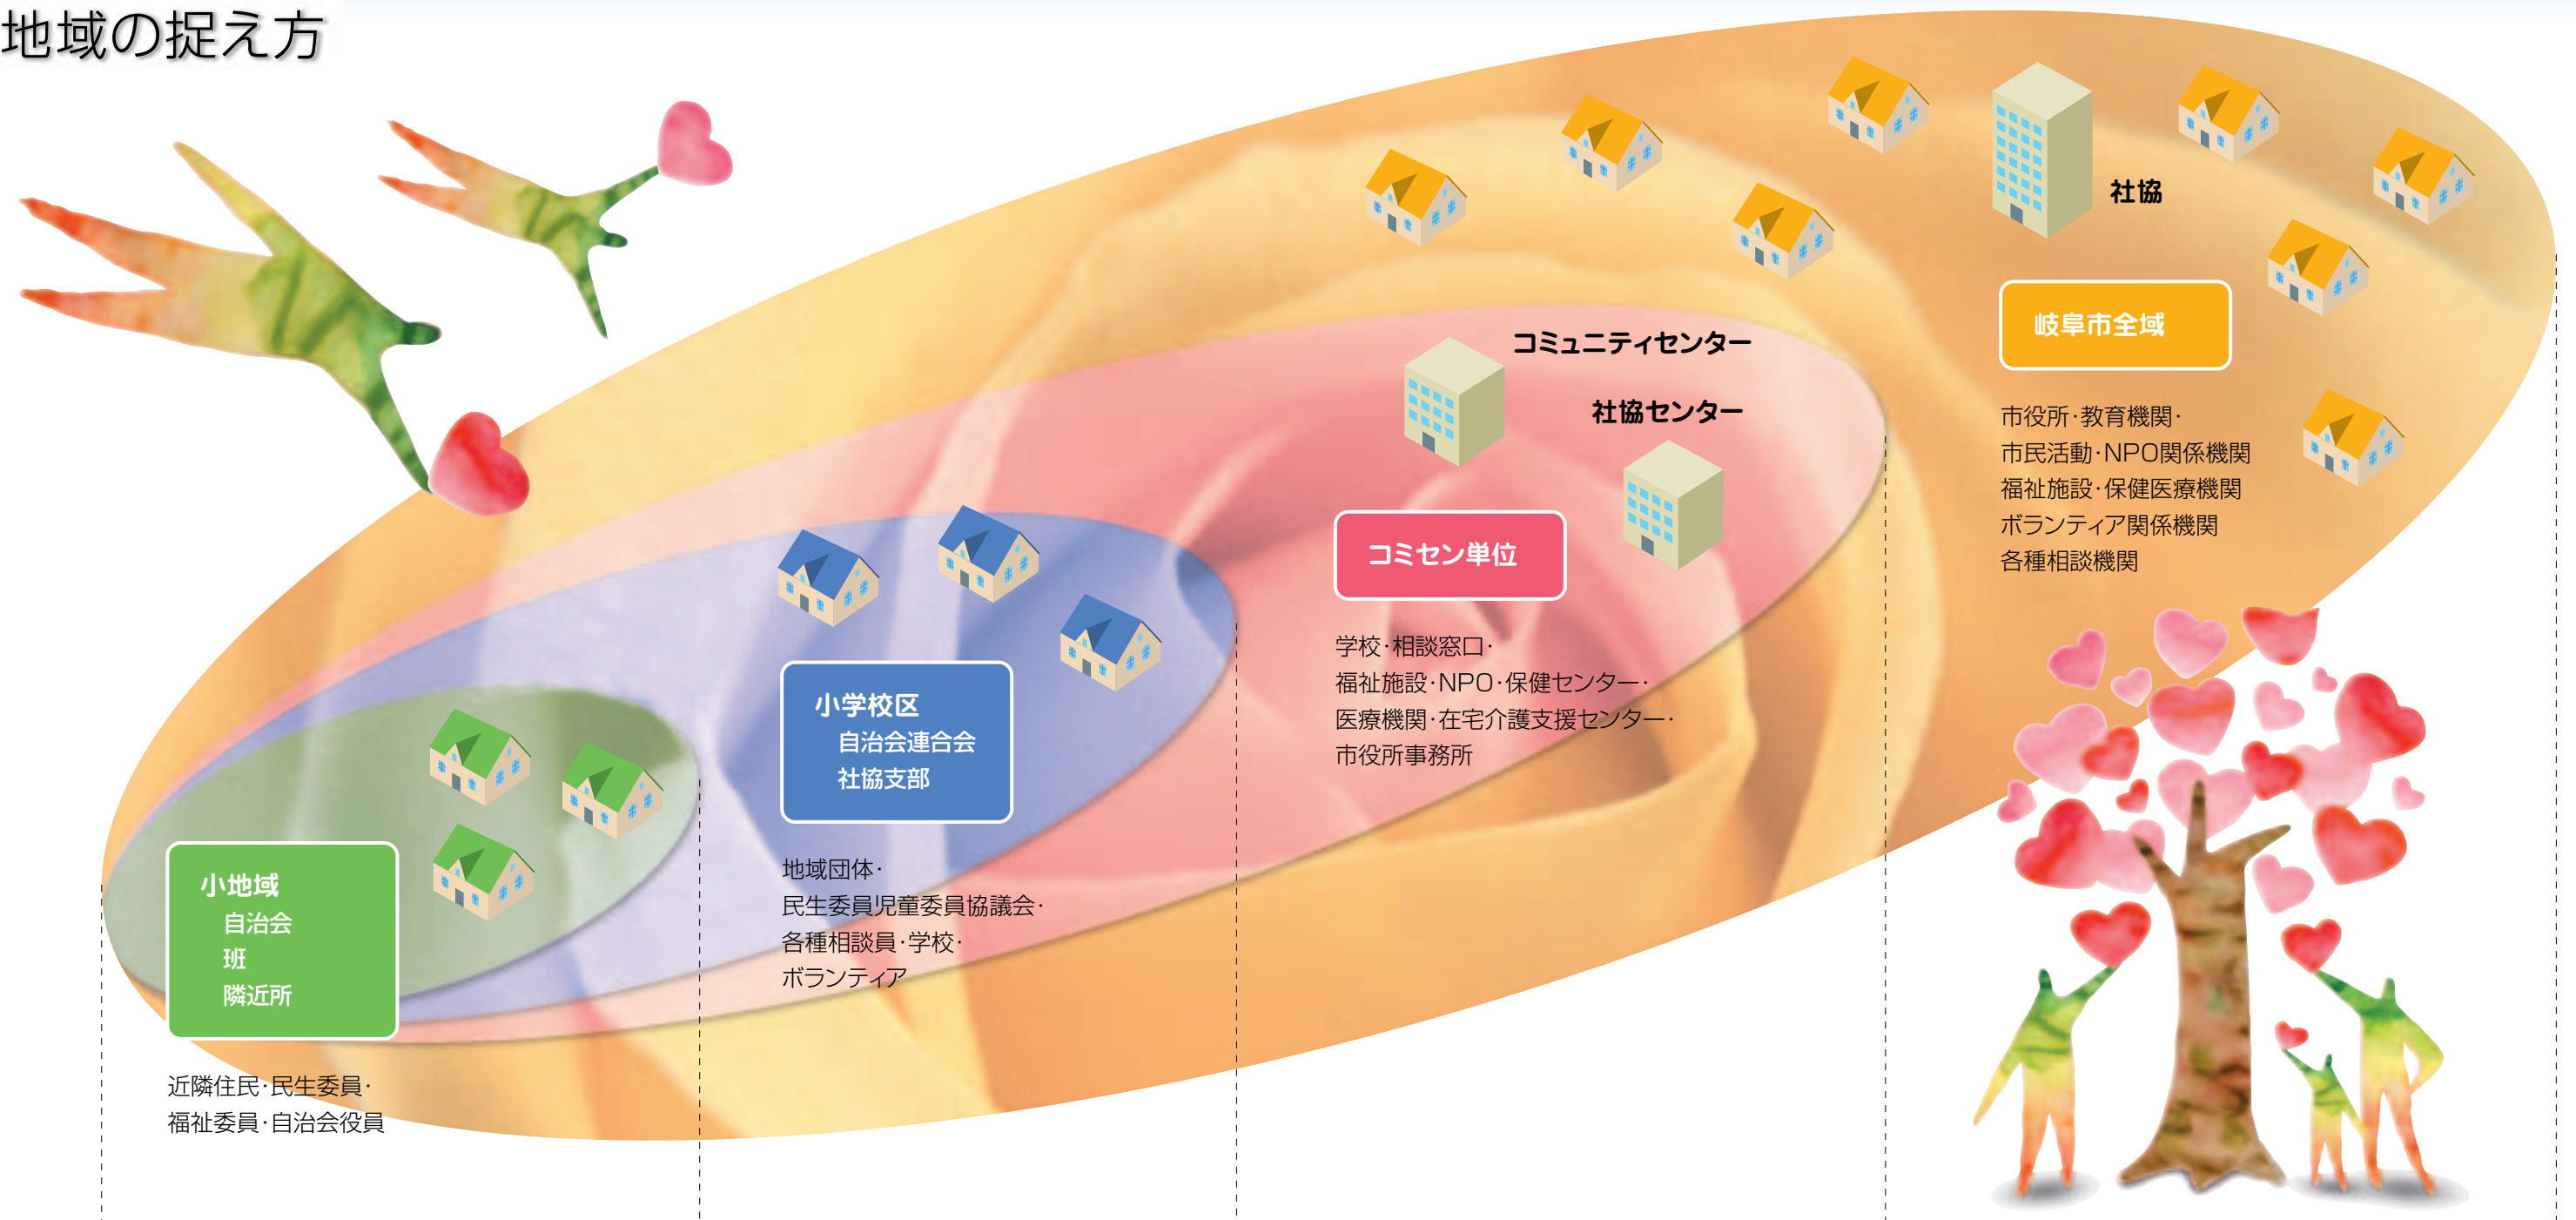 地域の捉え方
小地域
自治会
班
隣近所
近隣住民・民生委員・
福祉委員・自治会役員
小学校区
自治会連合会
社協支部
地域団体・
民生委員児童委員協議会・
各種相談員・学校・
ボランティア
コミュニティセンター
社協センター
コミセン単位
学校・相談窓口・
福祉施設・NPO・保健センター・
医療機関・在宅介護支援センター・
市役所事務所
社協
岐阜市全域
市役所・教育機関・
市民活動・NPO関係機関
福祉施設・保健医療機関
ボランティア関係機関
各種相談機関